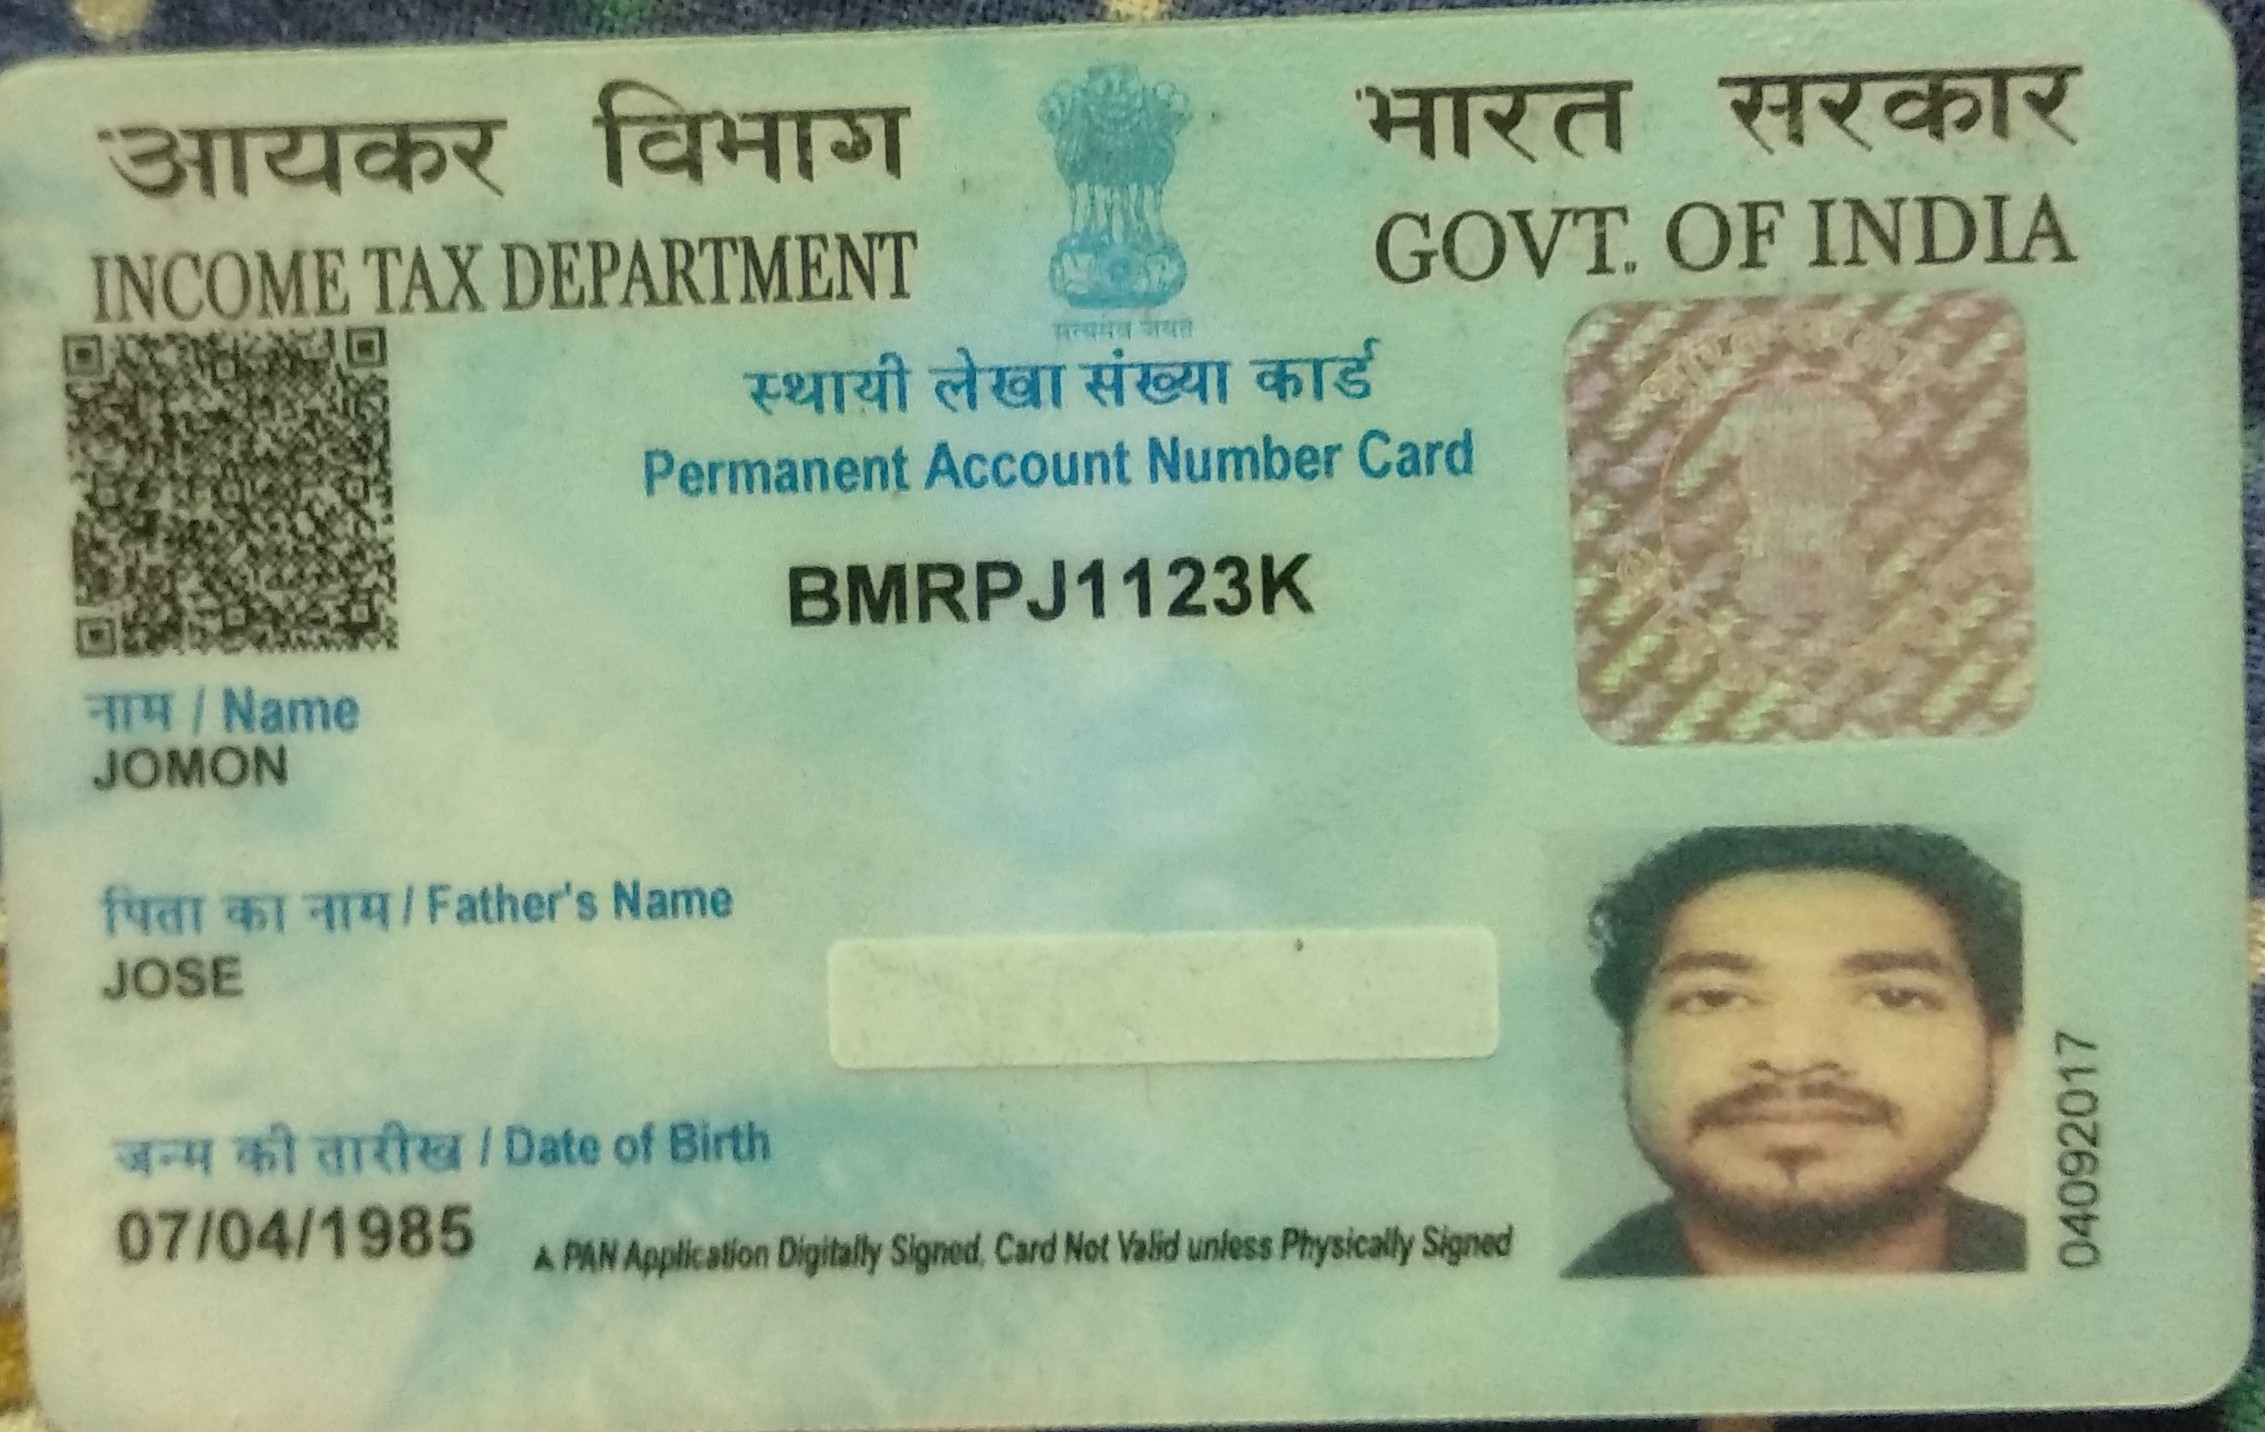 आयकर विभाग
INCOME TAX DEPARTMENT
भारत सरकार
GOVT. OF INDIA
सत्यमेव जयते
स्थायी लेखा संख्या कार्ड
Permanent Account Number Card
BMRPJ1123K
नाम / Name
JOMON
पिता का नाम / Father's Name
JOSE
जन्म की तारीख / Date of Birth
07/04/1985
PAN Application Digitally Signed, Card Not Valid unless Physically Signed
04092017